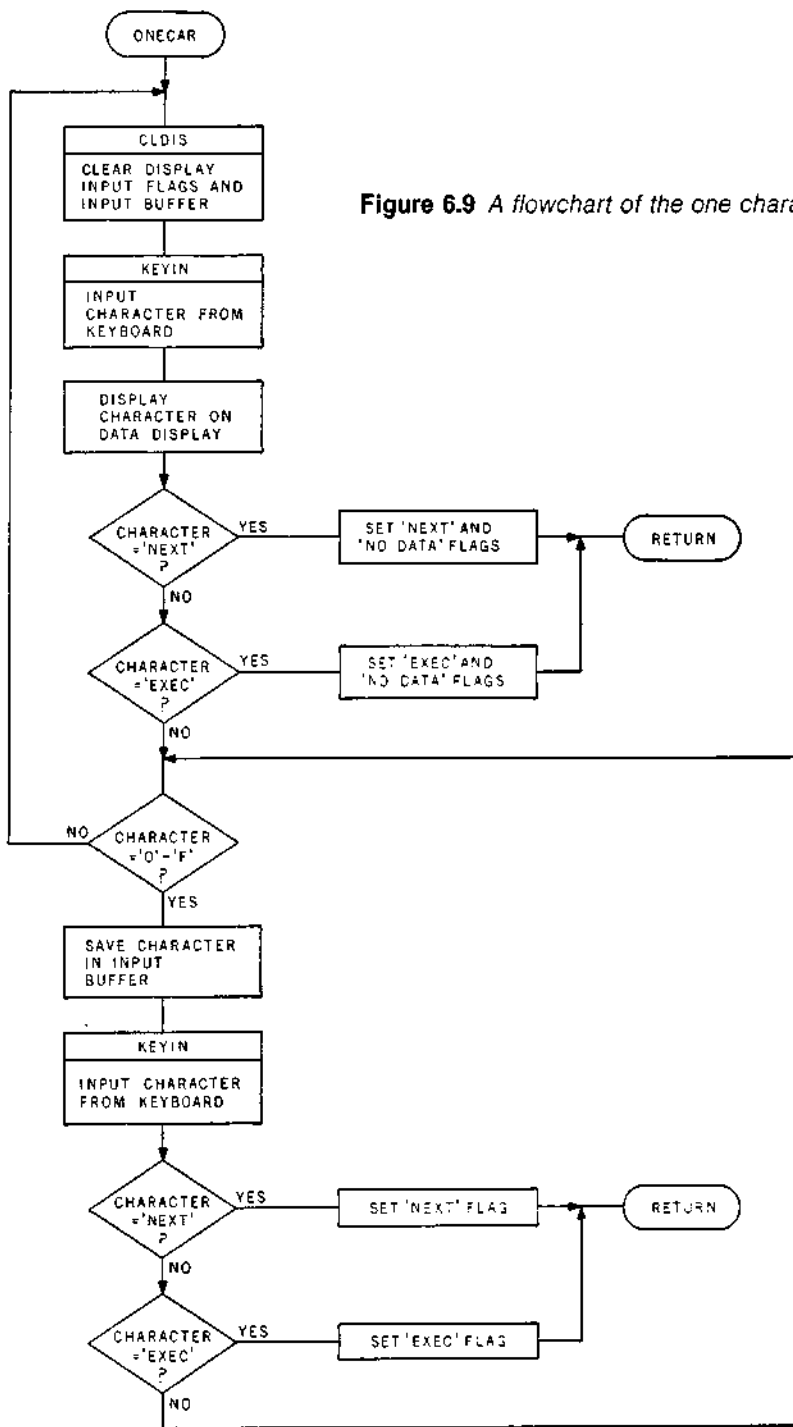 ONECAR
CLDIS
CLEAR DISPLAY
INPUT FLAGS AND
INPUT BUFFER
Figure 6.9 A flowchart of the one chara
KEYIN
INPUT
CHARACTER FROM
KEYBOARD
DISPLAY
CHARACTER ON
DATA DISPLAY
CHARACTER
='NEXT'
?
YES
SET 'NEXT' AND
'NO DATA' FLAGS
RETURN
NO
CHARACTER
='EXEC'
?
YES
SET 'EXEC' AND
'NO DATA' FLAGS
NO
NO
CHARACTER
='0'-'F'
?
YES
SAVE CHARACTER
IN INPUT
BUFFER
KEYIN
INPUT CHARACTER
FROM KEYBOARD
CHARACTER
='NEXT'
?
YES
SET 'NEXT' FLAG
RETURN
NO
CHARACTER
='EXEC'
?
YES
SET 'EXEC' FLAG
NO